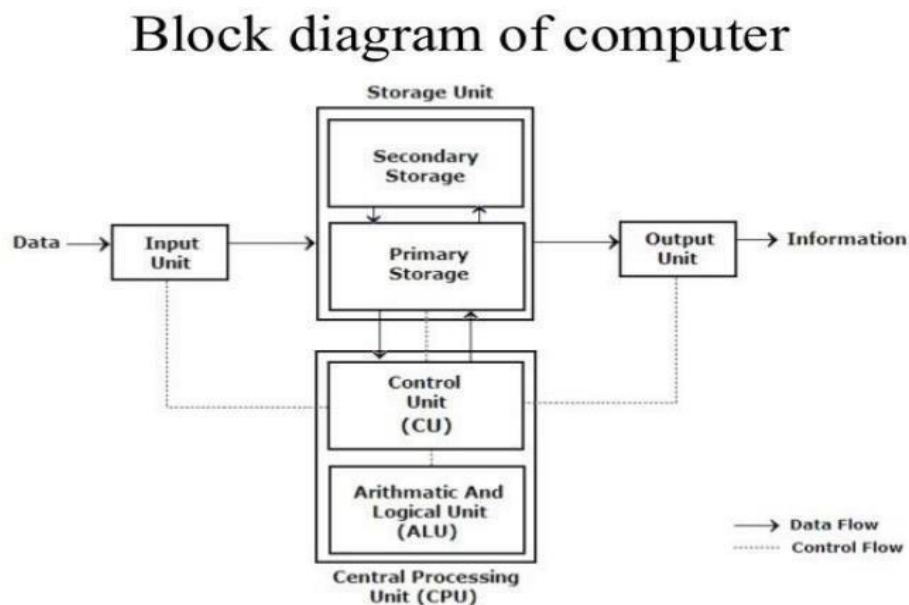 Block diagram of computer
Storage Unit
Secondary
Storage
Data
Input
Unit
Primary
Storage
Output
Unit
Information
Control
Unit
(CU)
Arithmatic And
Logical Unit
(ALU)
Data Flow
Control Flow
Central Processing
Unit (CPU)